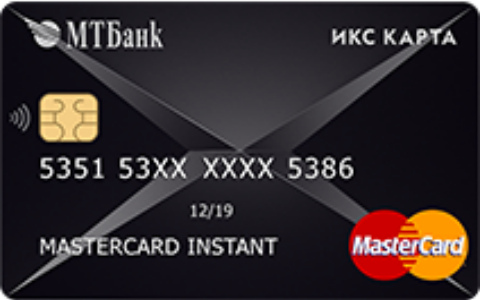 МТБанк
ИКС КАРТА
5351 53XX XXXX 5386
12/19
MASTERCARD INSTANT
MasterCard